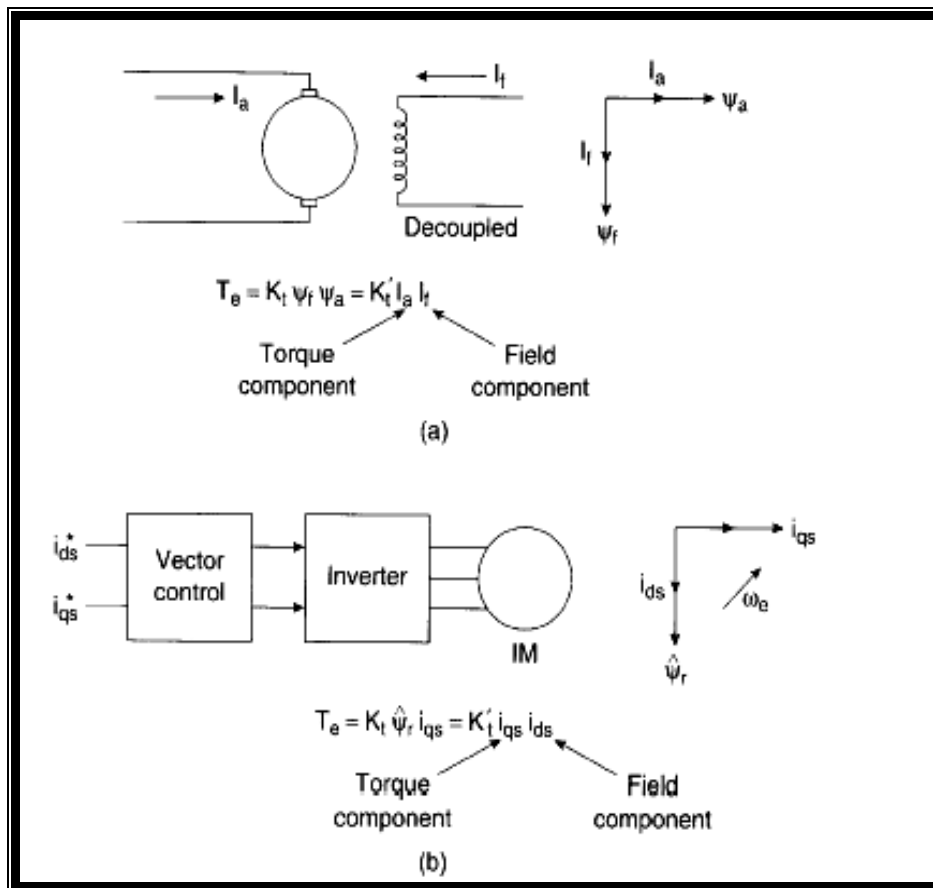 I_f
I_a
I_a
ψ_a
I_f
Decoupled
ψ_f
T_e = K_t ψ_f ψ_a = K_t' I_a I_f
Torque component
Field component
(a)
i_ds*
i_qs*
Vector control
Inverter
IM
i_qs
i_ds
ω_e
ψ̂_r
T_e = K_t ψ̂_r i_qs = K_t' i_qs i_ds
Torque component
Field component
(b)